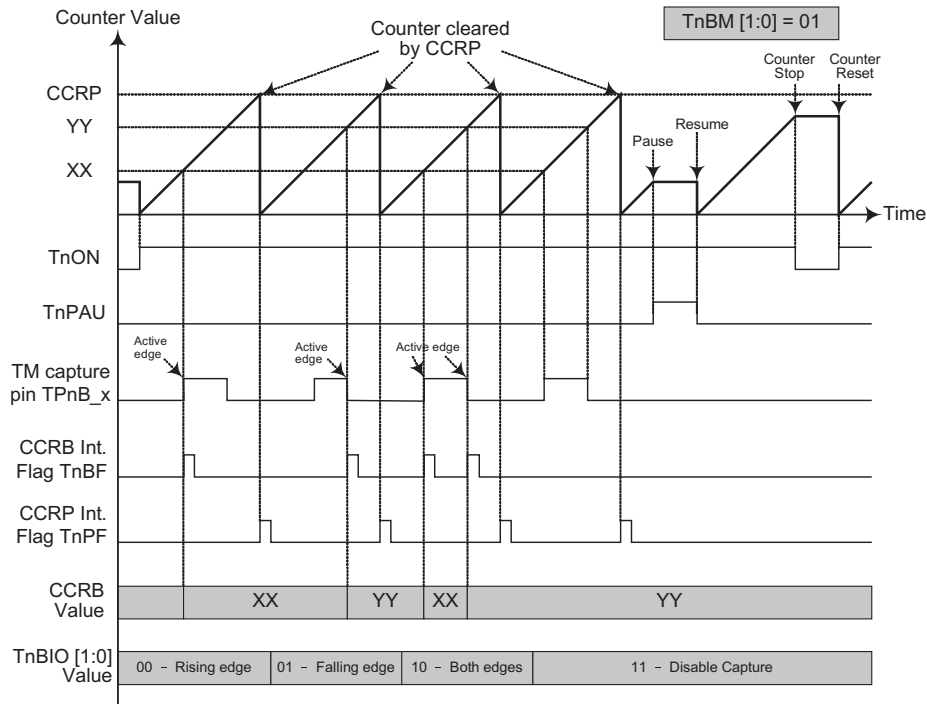 Counter Value
TnBM [1:0] = 01
Counter cleared
by CCRP
Counter
Stop
Counter
Reset
CCRP
YY
XX
Pause
Resume
Time
TnON
TnPAU
Active
edge
Active
edge
Active edge
TM capture
pin TPnB_x
CCRB Int.
Flag TnBF
CCRP Int.
Flag TnPF
CCRB
Value
XX
YY
XX
YY
TnBIO [1:0]
Value
00 – Rising edge
01 – Falling edge
10 – Both edges
11 – Disable Capture